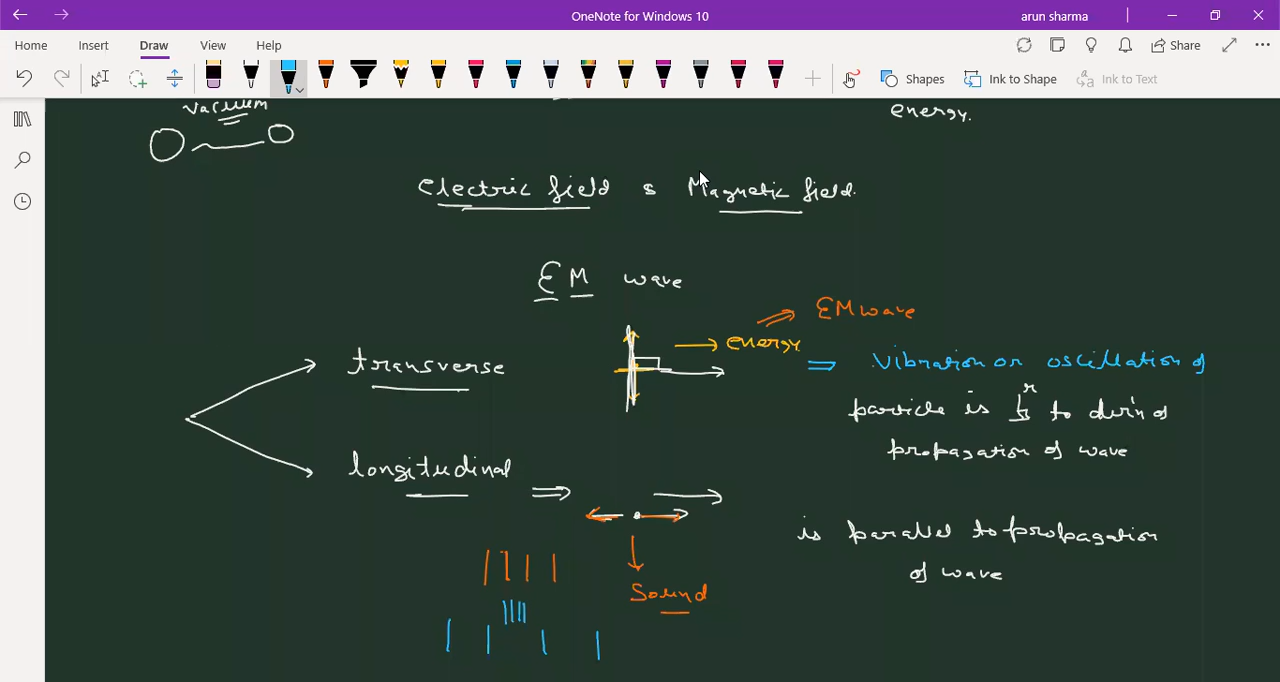 OneNote for Windows 10
arun sharma
Home Insert Draw View Help
Share
Shapes
Ink to Shape
Ink to Text
vacuum
energy.
Electric field & Magnetic field.
EM wave
EM wave
energy
transverse
⇒ Vibration or oscillation of
particle is ⊥r to dir'n of
propagation of wave
longitudinal ⇒
is parallel to propagation
of wave
Sound